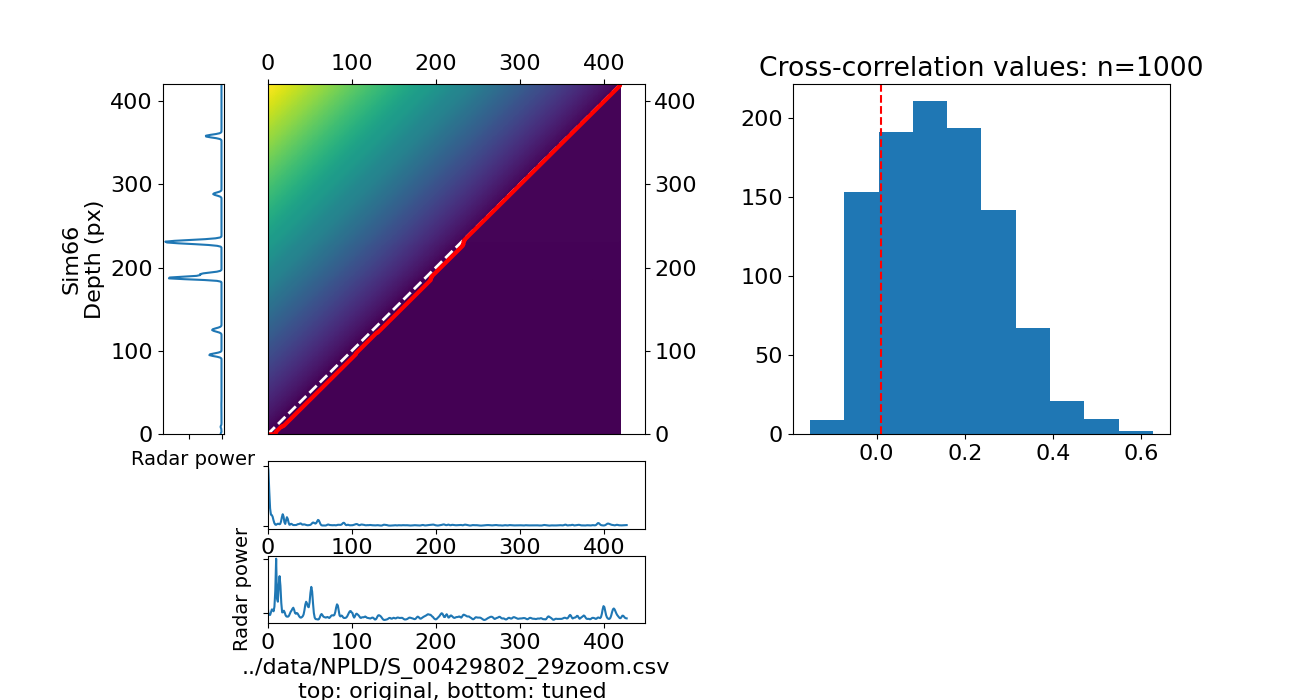 0 100 200 300 400
Cross-correlation values: n=1000
400
300
200
100
0
Sim66
Depth (px)
400
300
200
100
0
200
150
100
50
0
0.0 0.2 0.4 0.6
Radar power
0 100 200 300 400
Radar power
0 100 200 300 400
../data/NPLD/S_00429802_29zoom.csv
top: original, bottom: tuned